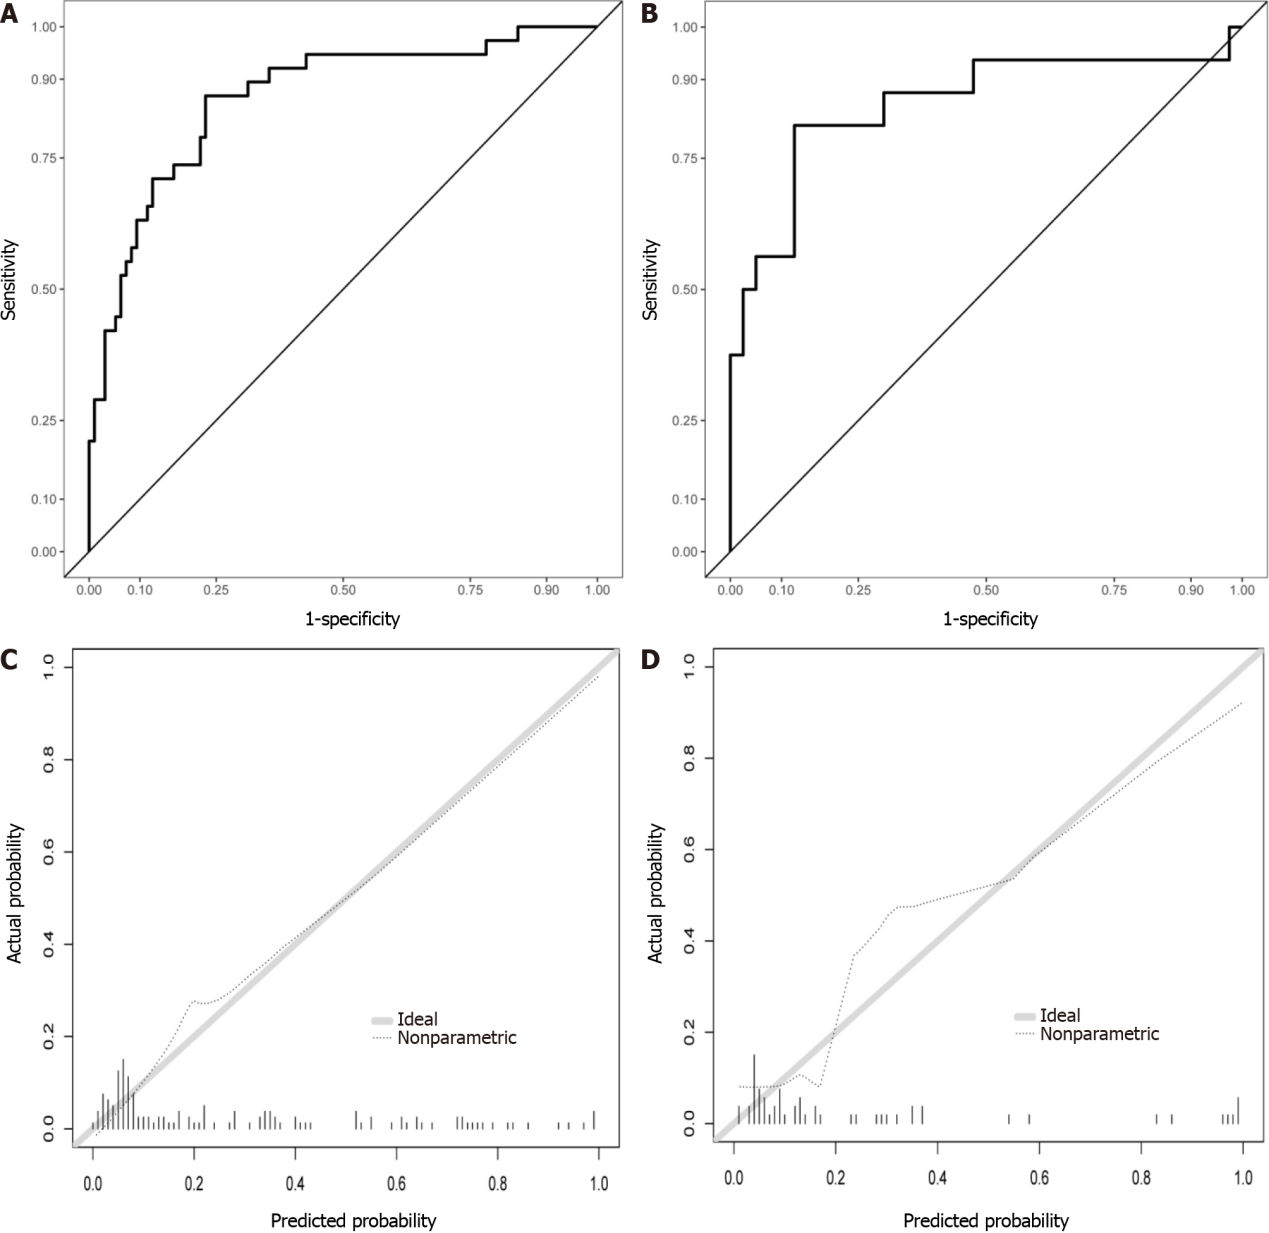 A
1.00
0.90
0.75
0.50
0.25
0.10
0.00
Sensitivity
0.00 0.10 0.25 0.50 0.75 0.90 1.00
1-specificity
B
1.00
0.90
0.75
0.50
0.25
0.10
0.00
Sensitivity
0.00 0.10 0.25 0.50 0.75 0.90 1.00
1-specificity
C
1.0
0.8
0.6
0.4
0.2
0.0
Actual probability
Ideal
Nonparametric
0.0 0.2 0.4 0.6 0.8 1.0
Predicted probability
D
1.0
0.8
0.6
0.4
0.2
0.0
Actual probability
Ideal
Nonparametric
0.0 0.2 0.4 0.6 0.8 1.0
Predicted probability